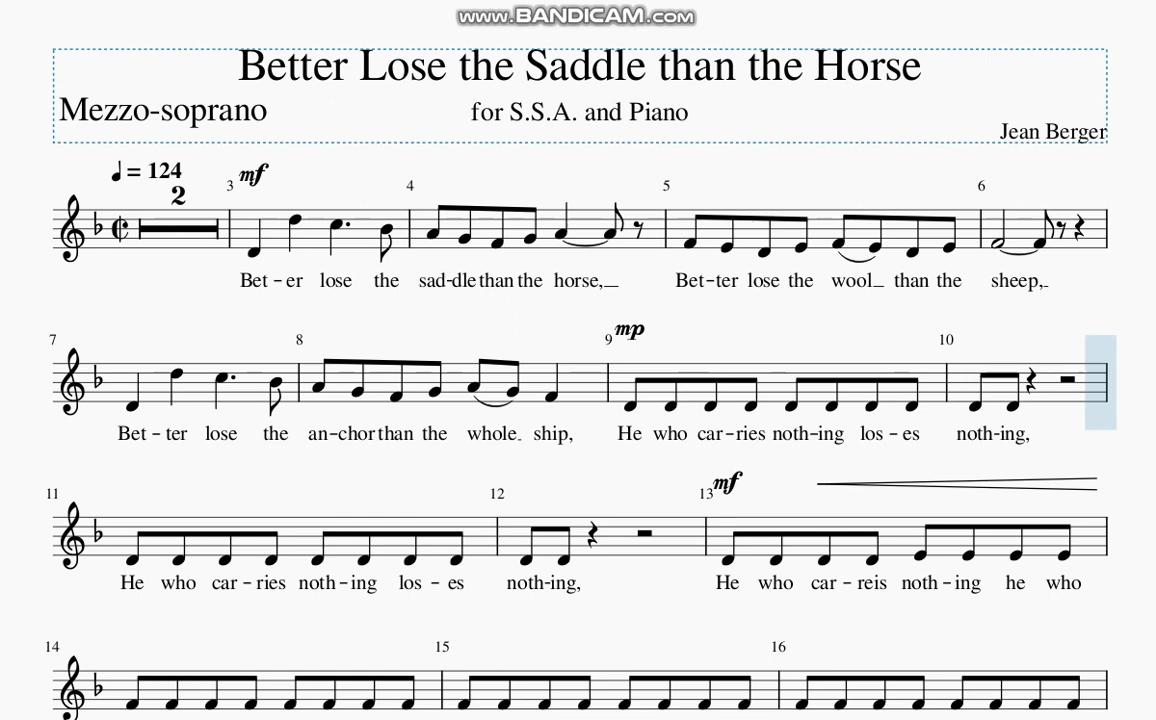 www.BANDICAM.com
Better Lose the Saddle than the Horse
Mezzo-soprano
for S.S.A. and Piano
Jean Berger
♩ = 124
2
3 mf 4 5 6
Bet - er lose the sad-dle than the horse, Bet-ter lose the wool than the sheep,
7 8 9 mp 10
Bet - ter lose the an-chor than the whole ship, He who car-ries noth-ing los - es noth-ing,
11 12 13 mf
He who car - ries noth - ing los - es noth-ing, He who car - reis noth - ing he who
14 15 16